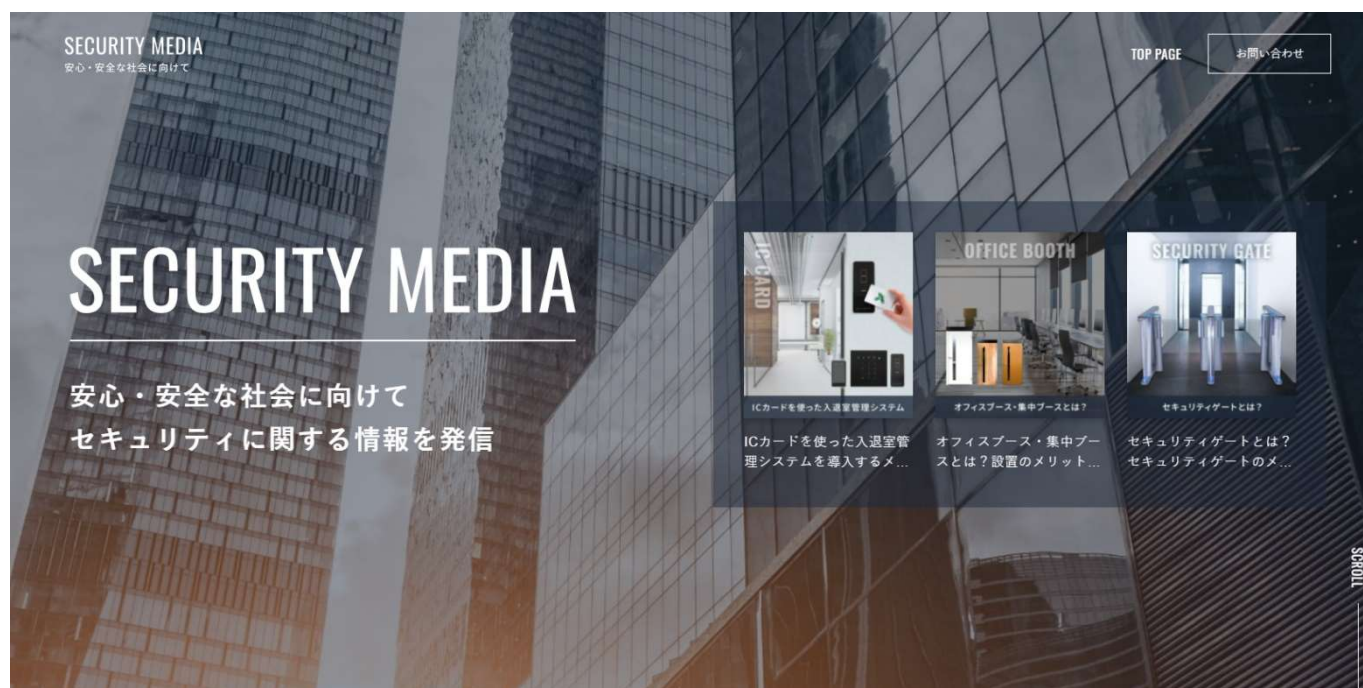 SECURITY MEDIA
安心・安全な社会に向けて
TOP PAGE
お問い合わせ
SECURITY MEDIA
安心・安全な社会に向けて
セキュリティに関する情報を発信
IC CARD
ICカードを使った入退室管理システム
ICカードを使った入退室管
理システムを導入するメ...
OFFICE BOOTH
オフィスブース・集中ブースとは?
オフィスブース・集中ブー
スとは?設置のメリット...
SECURITY GATE
セキュリティゲートとは?
セキュリティゲートとは?
セキュリティゲートのメ...
SCROLL